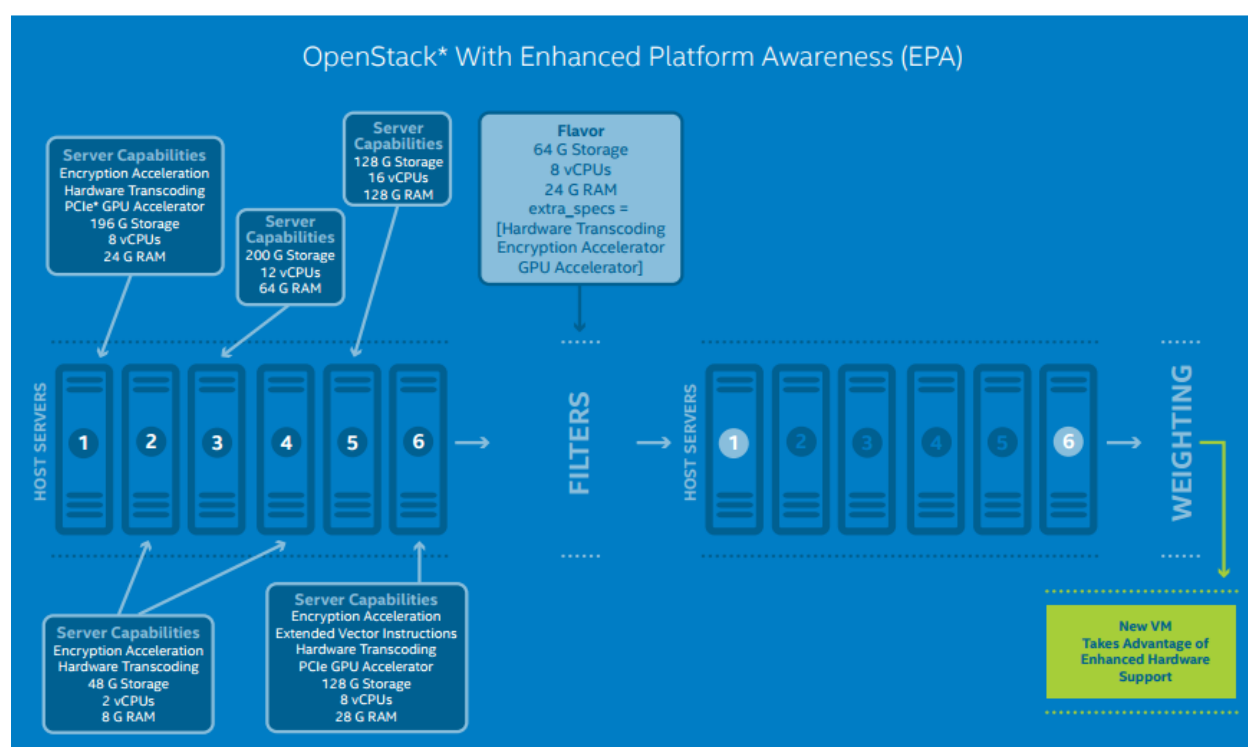 OpenStack* With Enhanced Platform Awareness (EPA)
Server Capabilities
Encryption Acceleration
Hardware Transcoding
PCIe* GPU Accelerator
196 G Storage
8 vCPUs
24 G RAM
Server
Capabilities
200 G Storage
12 vCPUs
64 G RAM
Server
Capabilities
128 G Storage
16 vCPUs
128 G RAM
Flavor
64 G Storage
8 vCPUs
24 G RAM
extra_specs =
[Hardware Transcoding
Encryption Accelerator
GPU Accelerator]
HOST SERVERS
1
2
3
4
5
6
FILTERS
HOST SERVERS
1
2
3
4
5
6
WEIGHTING
Server Capabilities
Encryption Acceleration
Hardware Transcoding
48 G Storage
2 vCPUs
8 G RAM
Server Capabilities
Encryption Acceleration
Extended Vector Instructions
Hardware Transcoding
PCIe GPU Accelerator
128 G Storage
8 vCPUs
28 G RAM
New VM
Takes Advantage of
Enhanced Hardware
Support